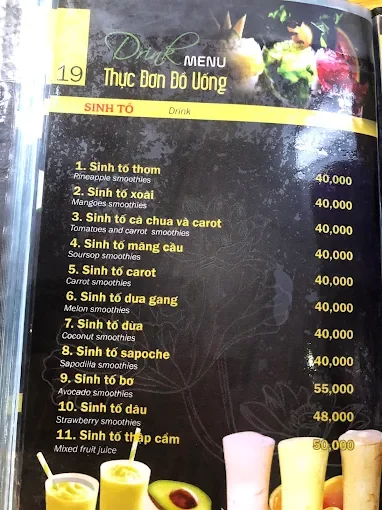 Drink MENU
19
Thực Đơn Đồ Uống
SINH TỐ Drink
1. Sinh tố thơm 40,000
Pineapple smoothies
2. Sinh tố xoài 40,000
Mangoes smoothies
3. Sinh tố cà chua và carot 40,000
Tomatoes and carrot smoothies
4. Sinh tố mãng cầu 40,000
Soursop smoothies
5. Sinh tố carot 40,000
Carrot smoothies
6. Sinh tố dưa gang 40,000
Melon smoothies
7. Sinh tố dừa 40,000
Coconut smoothies
8. Sinh tố sapoche 40,000
Sapodilla smoothies
9. Sinh tố bơ 55,000
Avocado smoothies
10. Sinh tố dâu 48,000
Strawberry smoothies
11. Sinh tố thập cẩm 50,000
Mixed fruit juice